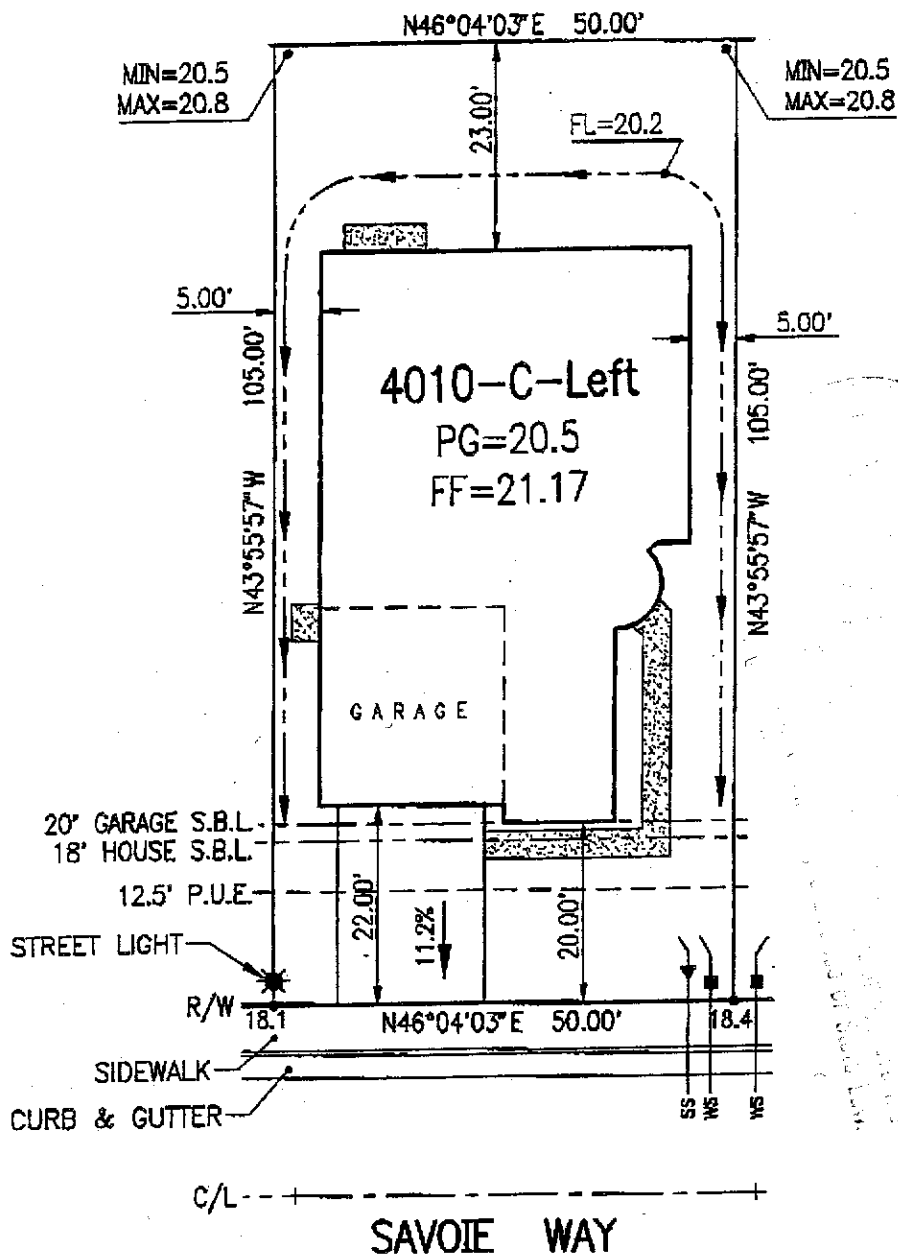 N46°04'03"E 50.00'
MIN=20.5
MAX=20.8
MIN=20.5
MAX=20.8
23.00'
FL=20.2
5.00'
5.00'
105.00'
105.00'
4010-C-Left
PG=20.5
FF=21.17
N43°55'57"W
N43°55'57"W
GARAGE
20' GARAGE S.B.L.
18' HOUSE S.B.L.
12.5' P.U.E.
22.00'
11.2%
20.00'
STREET LIGHT
R/W
18.1
N46°04'03"E 50.00'
18.4
SIDEWALK
CURB & GUTTER
SS
WS
WS
C/L
SAVOIE WAY